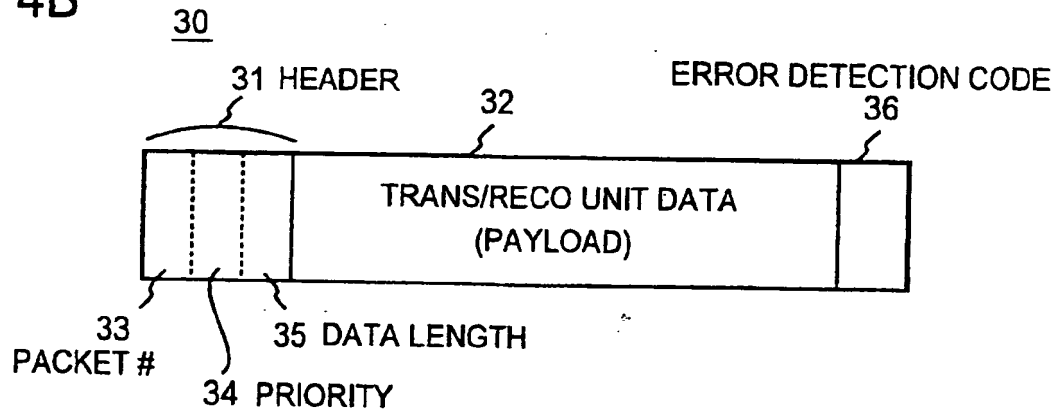 4B
30
31 HEADER
32
ERROR DETECTION CODE
36
TRANS/RECO UNIT DATA
(PAYLOAD)
33
PACKET #
35 DATA LENGTH
34 PRIORITY